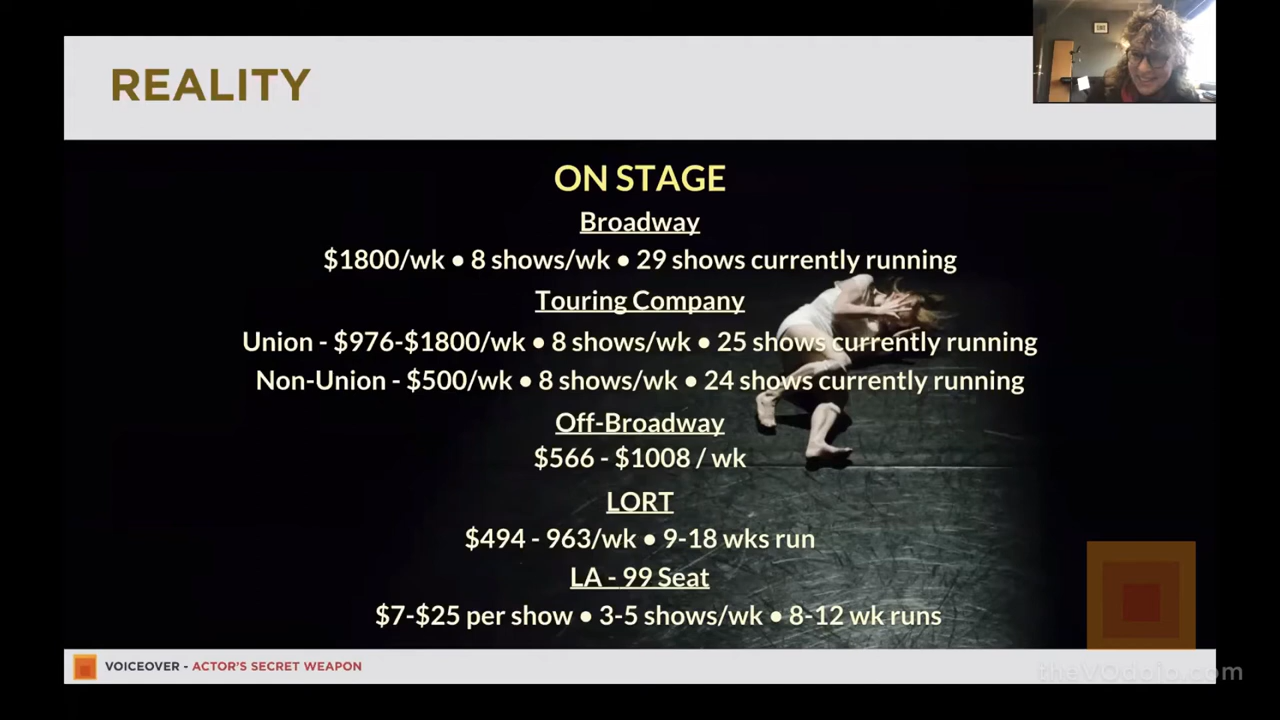 REALITY
ON STAGE
Broadway
$1800/wk • 8 shows/wk • 29 shows currently running
Touring Company
Union - $976-$1800/wk • 8 shows/wk • 25 shows currently running
Non-Union - $500/wk • 8 shows/wk • 24 shows currently running
Off-Broadway
$566 - $1008 / wk
LORT
$494 - 963/wk • 9-18 wks run
LA - 99 Seat
$7-$25 per show • 3-5 shows/wk • 8-12 wk runs
VOICEOVER - ACTOR'S SECRET WEAPON
theVOdojo.com